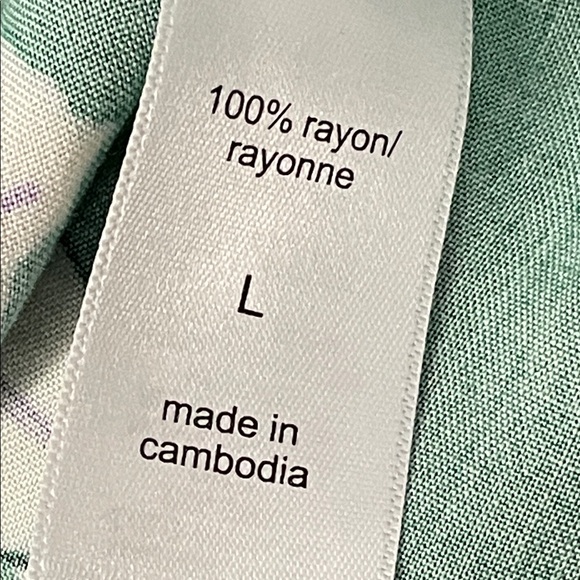 100% rayon/
rayonne
L
made in
cambodia